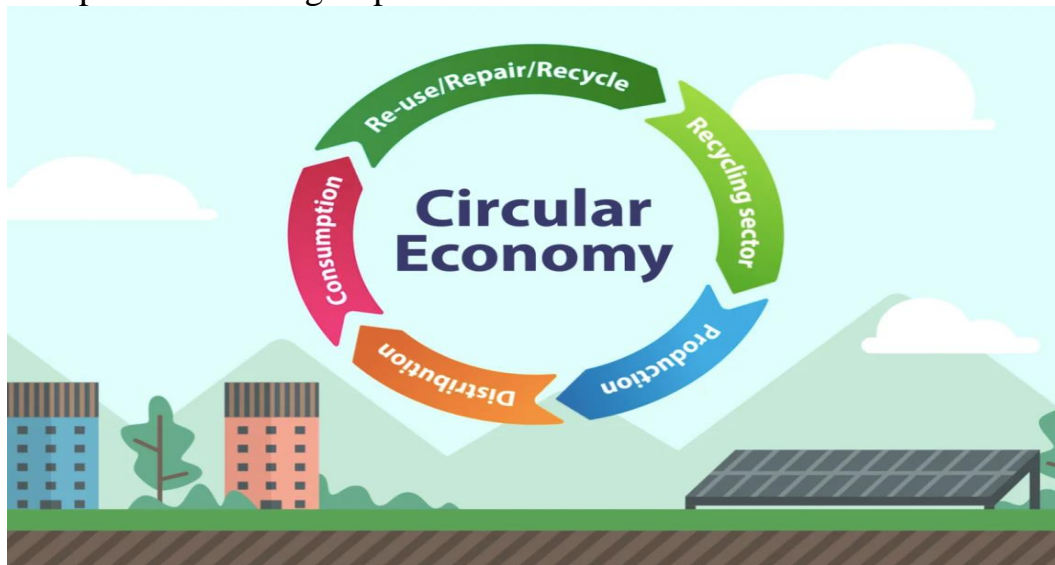 Re-use/Repair/Recycle
Recycling sector
Production
Distribution
Consumption
Circular
Economy